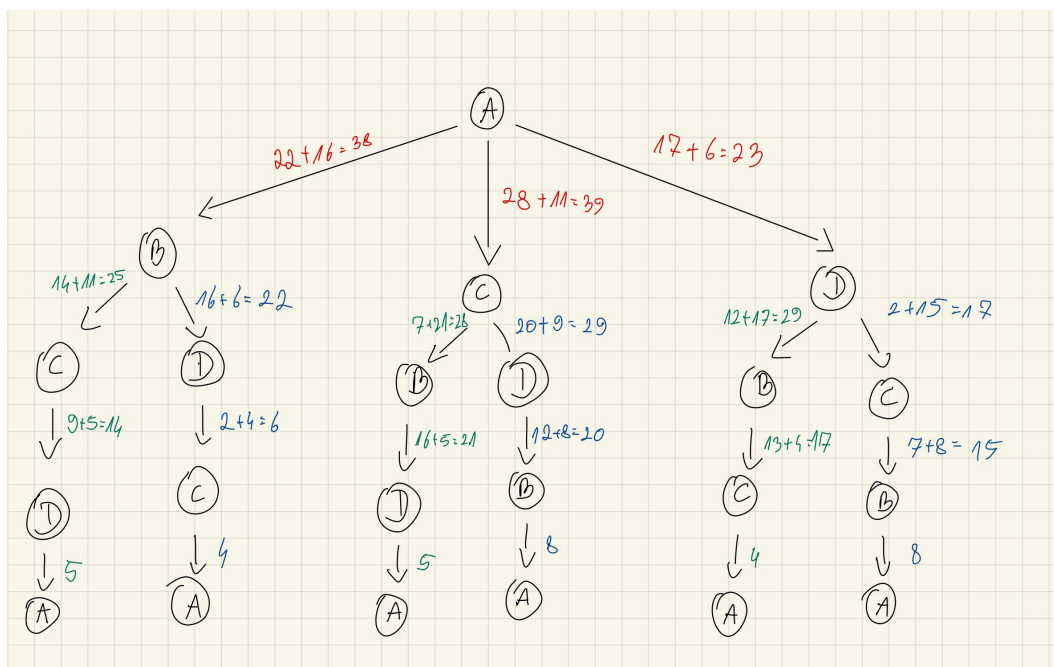 A
22+16=38
28+11=39
17+6=23
B
C
D
14+11=25
16+6=22
7+21=28
20+9=29
12+17=29
2+15=17
C
D
B
D
B
C
9+5=14
2+4=6
16+5=21
12+8=20
13+4=17
7+8=15
D
C
D
B
C
B
5
4
5
8
4
8
A
A
A
A
A
A